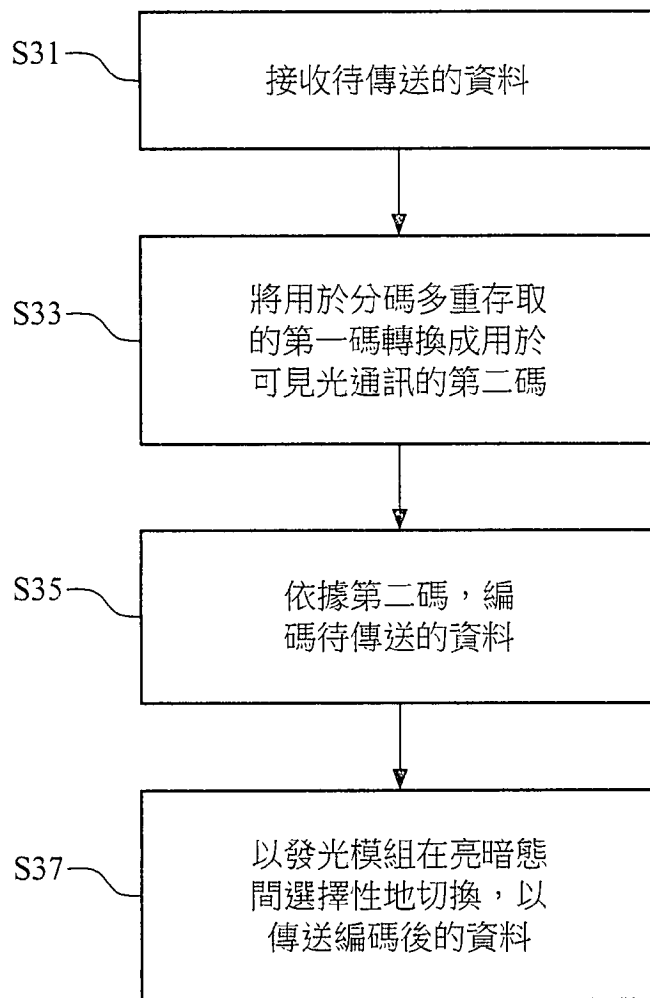 S31
接收待傳送的資料
S33
將用於分碼多重存取
的第一碼轉換成用於
可見光通訊的第二碼
S35
依據第二碼，編
碼待傳送的資料
S37
以發光模組在亮暗態
間選擇性地切換，以
傳送編碼後的資料